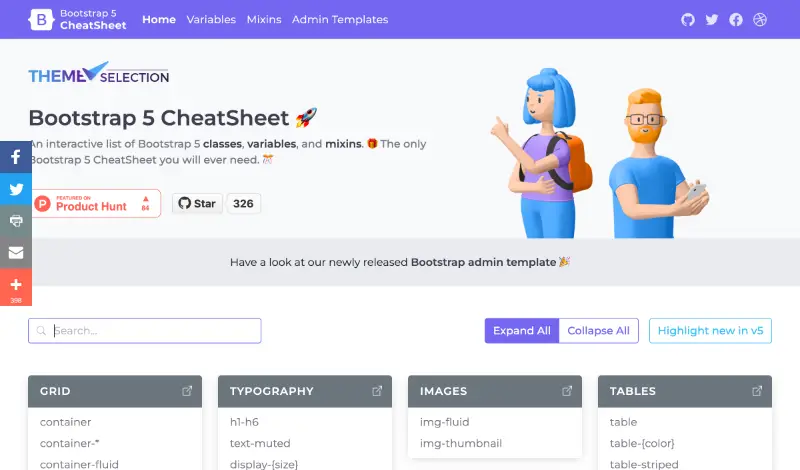 B
Bootstrap 5
CheatSheet
Home Variables Mixins Admin Templates
THEME SELECTION
Bootstrap 5 CheatSheet 🚀
An interactive list of Bootstrap 5 classes, variables, and mixins. 🎁 The only
Bootstrap 5 CheatSheet you will ever need. 🎊
P FEATURED ON
Product Hunt
▲ 84
Star 326
398
Have a look at our newly released Bootstrap admin template 🎉
Search...
Expand All Collapse All Highlight new in v5
GRID
container
container-*
container-fluid
TYPOGRAPHY
h1-h6
text-muted
display-{size}
IMAGES
img-fluid
img-thumbnail
TABLES
table
table-{color}
table-striped